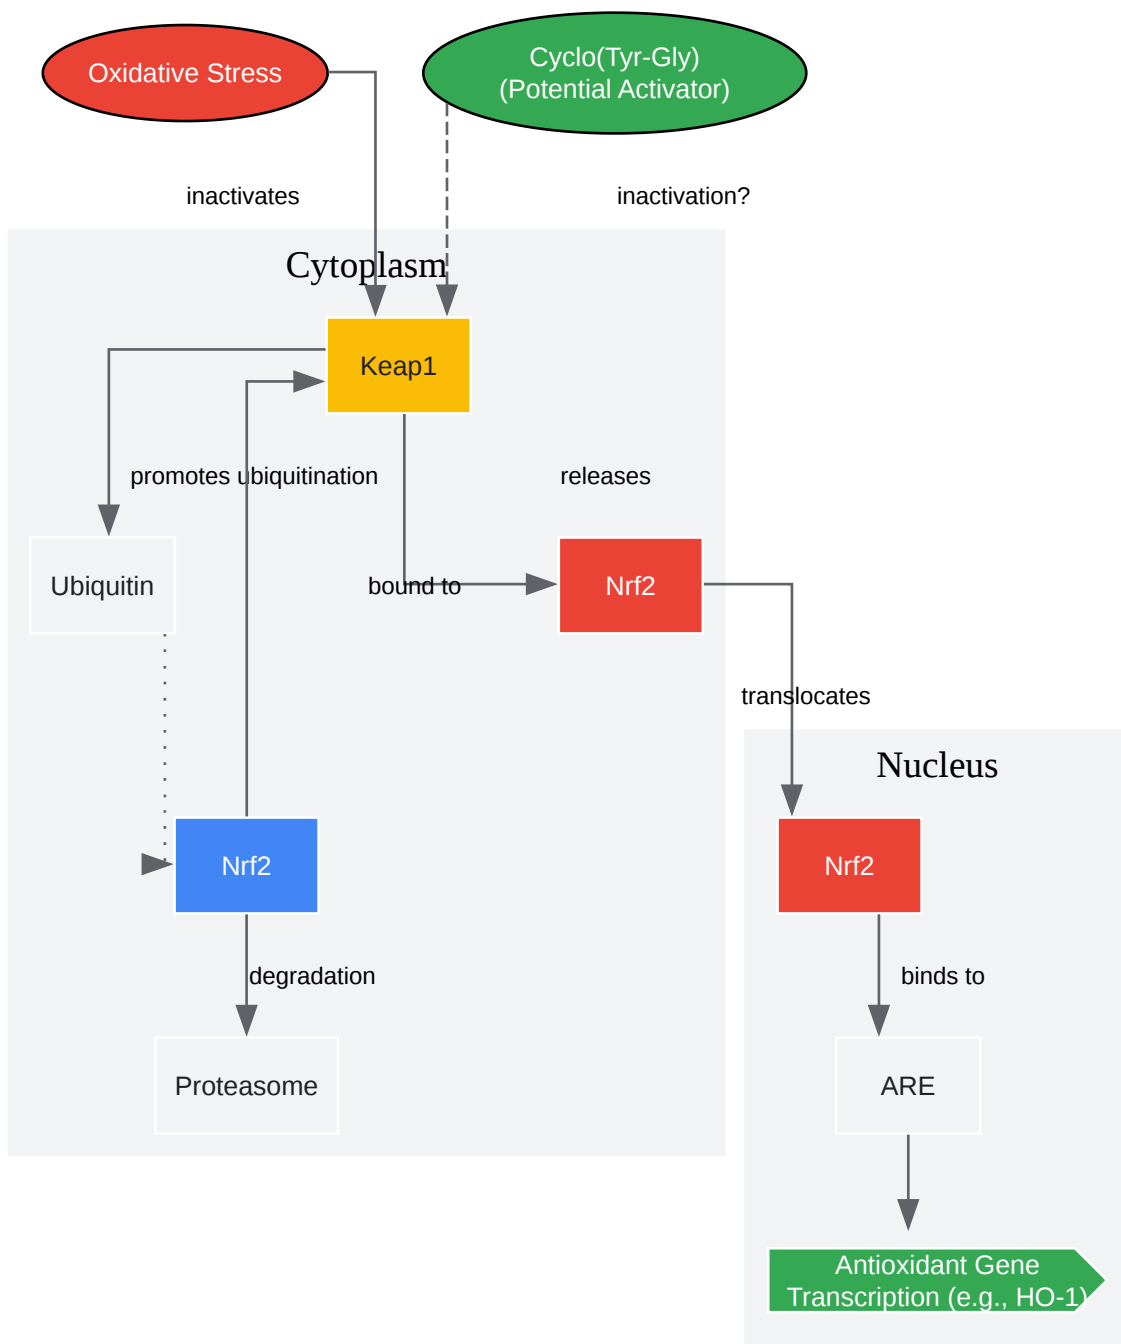 Oxidative Stress
Cyclo(Tyr-Gly)
(Potential Activator)
inactivates
inactivation?
Cytoplasm
Keap1
promotes ubiquitination
releases
Ubiquitin
bound to
Nrf2
translocates
Nucleus
Nrf2
Nrf2
degradation
binds to
Proteasome
ARE
Antioxidant Gene
Transcription (e.g., HO-1)